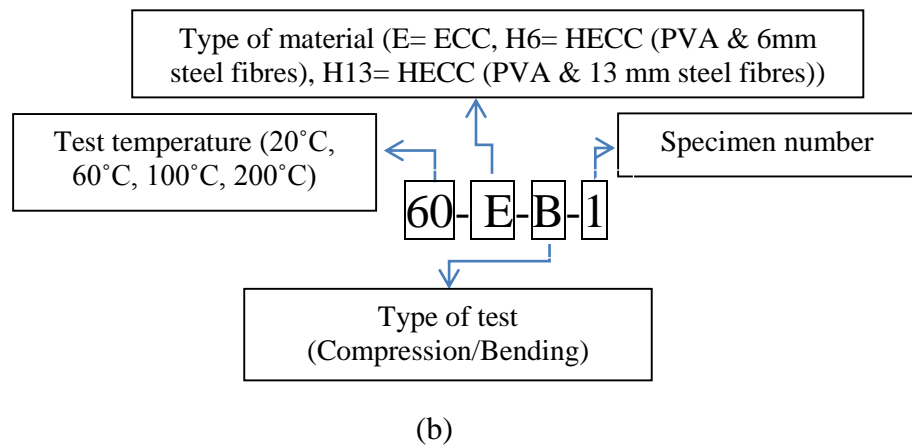 Type of material (E= ECC, H6= HECC (PVA & 6mm
steel fibres), H13= HECC (PVA & 13 mm steel fibres))
Test temperature (20˚C,
60˚C, 100˚C, 200˚C)
Specimen number
60-E-B-1
Type of test
(Compression/Bending)
(b)